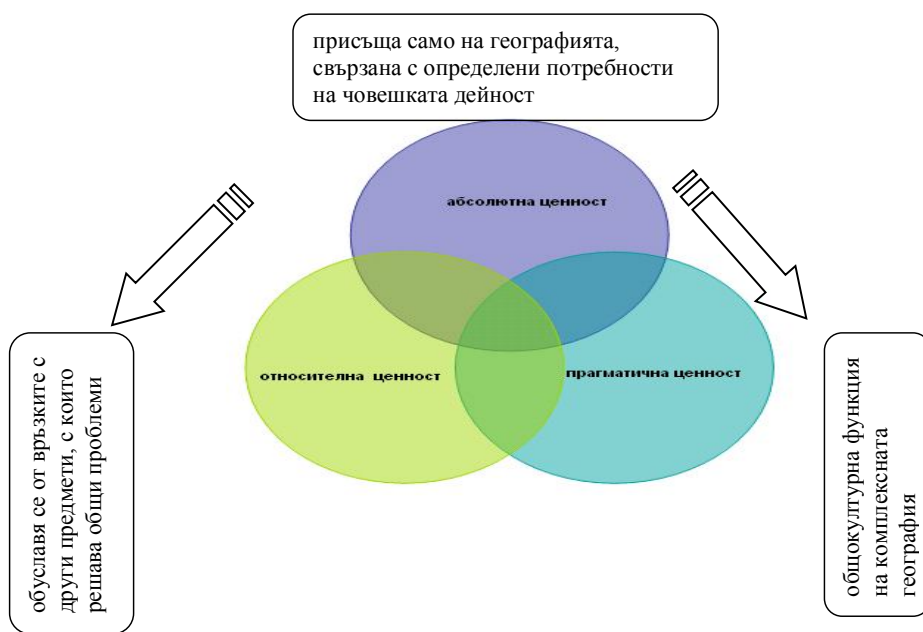 присъща само на географията,
свързана с определени потребности
на човешката дейност
абсолютна ценност
относителна ценност
прагматична ценност
обуславя се от връзките с
други предмети, с които
решава общи проблеми
общокултурна функция
на комплексната
география